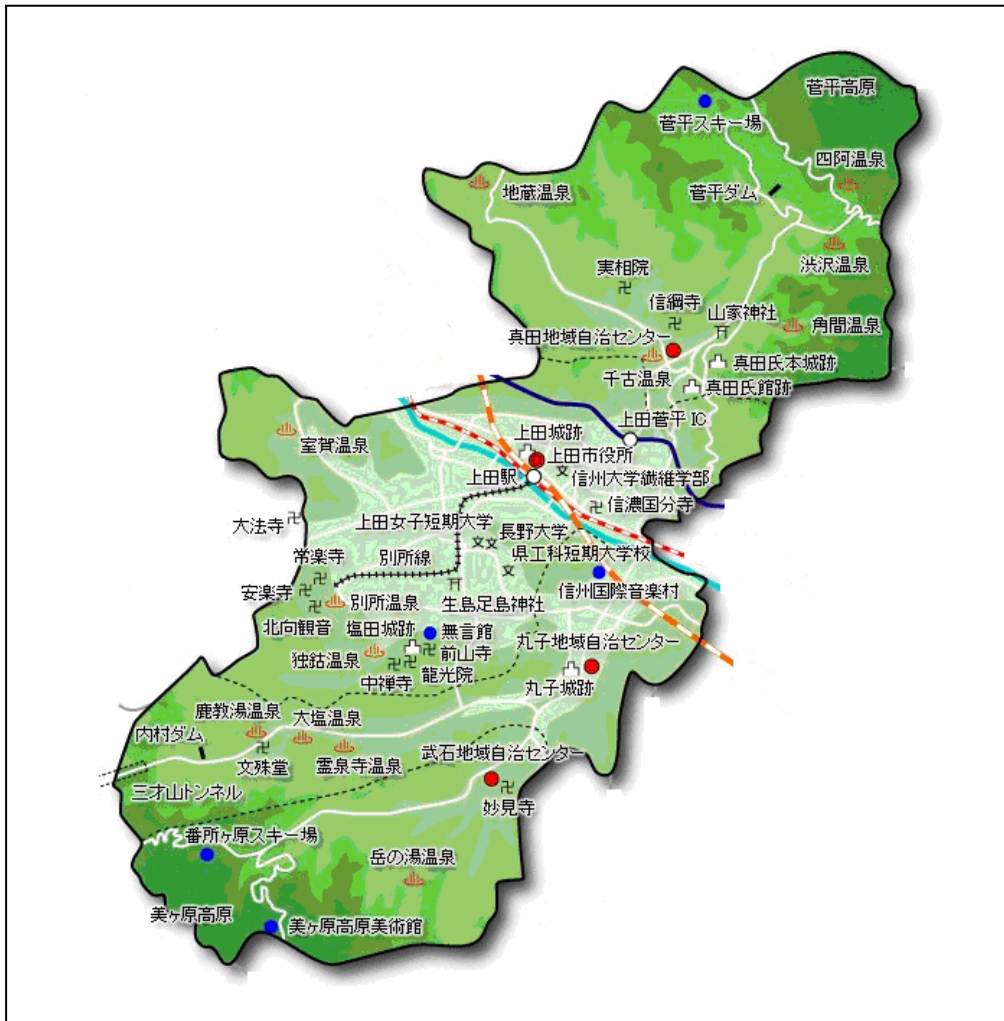 菅平高原
菅平スキー場
四阿温泉
地蔵温泉
菅平ダム
渋沢温泉
実相院
信綱寺
山家神社
角間温泉
真田地域自治センター
真田氏本城跡
千古温泉
真田氏館跡
上田菅平 IC
室賀温泉
上田城跡
上田市役所
上田駅
信州大学繊維学部
信濃国分寺
大法寺
上田女子短期大学
長野大学
県工科短期大学校
常楽寺
別所線
信州国際音楽村
安楽寺
別所温泉
生島足島神社
北向観音
塩田城跡
無言館
丸子地域自治センター
独鈷温泉
前山寺
龍光院
中禅寺
丸子城跡
鹿教湯温泉
大塩温泉
内村ダム
文殊堂
霊泉寺温泉
武石地域自治センター
三才山トンネル
妙見寺
番所ヶ原スキー場
岳の湯温泉
美ヶ原高原
美ヶ原高原美術館